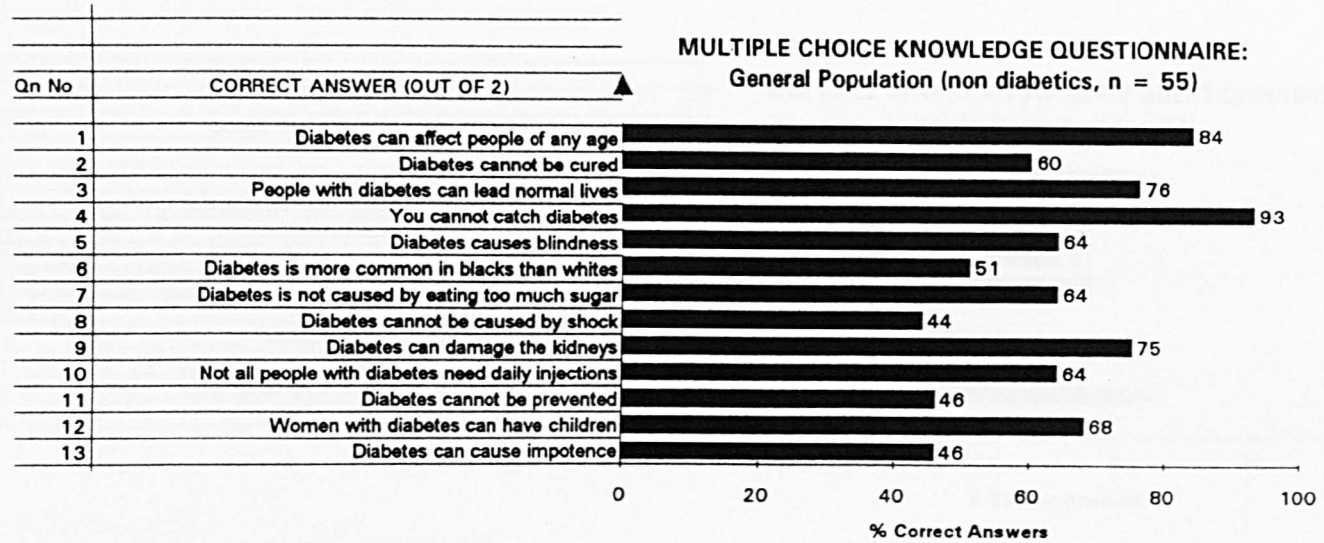 MULTIPLE CHOICE KNOWLEDGE QUESTIONNAIRE:
General Population (non diabetics, n = 55)
Qn No CORRECT ANSWER (OUT OF 2)
1 Diabetes can affect people of any age 84
2 Diabetes cannot be cured 60
3 People with diabetes can lead normal lives 76
4 You cannot catch diabetes 93
5 Diabetes causes blindness 64
6 Diabetes is more common in blacks than whites 51
7 Diabetes is not caused by eating too much sugar 64
8 Diabetes cannot be caused by shock 44
9 Diabetes can damage the kidneys 75
10 Not all people with diabetes need daily injections 64
11 Diabetes cannot be prevented 46
12 Women with diabetes can have children 68
13 Diabetes can cause impotence 46
0 20 40 60 80 100
% Correct Answers